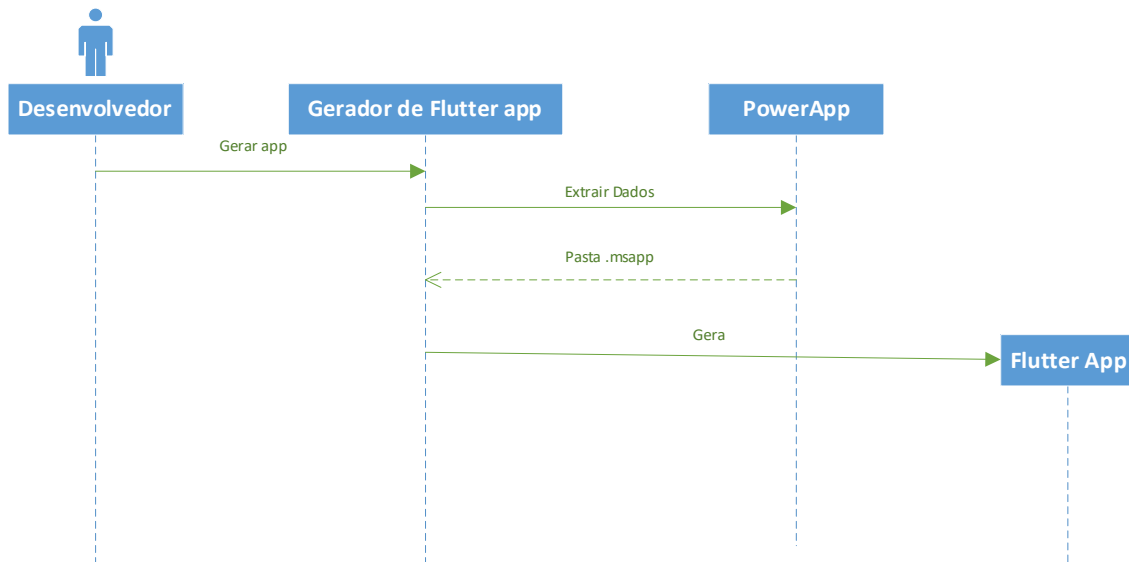 Desenvolvedor
Gerador de Flutter app
PowerApp
Gerar app
Extrair Dados
Pasta .msapp
Gera
Flutter App